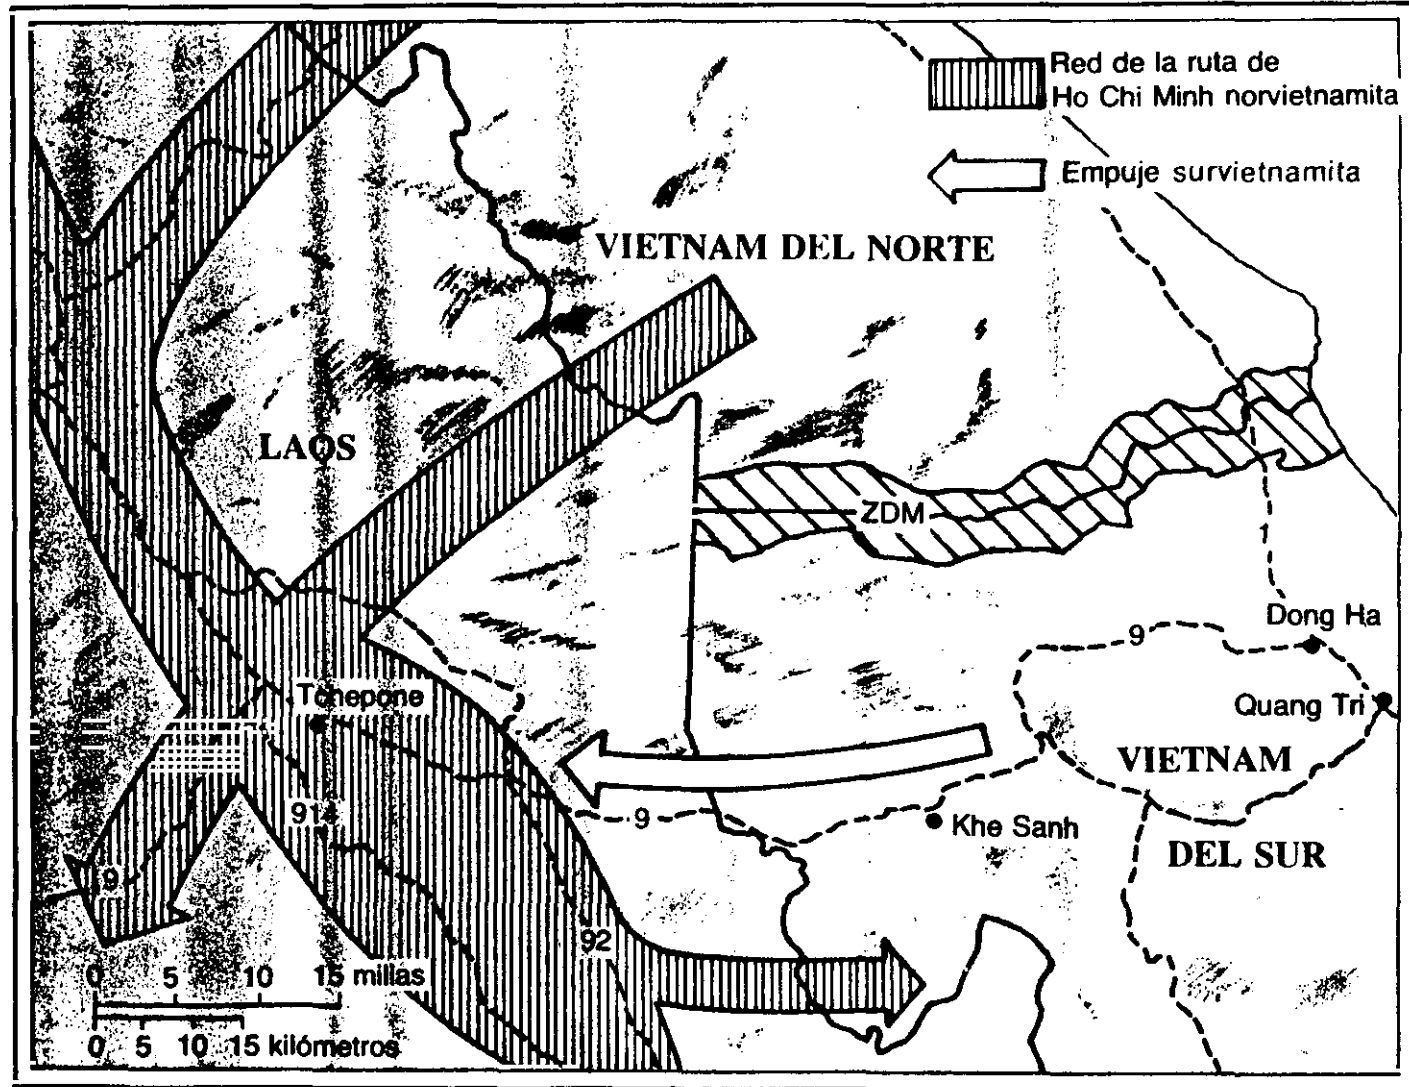 Red de la ruta de
Ho Chi Minh norvietnamita
Empuje survietnamita
VIETNAM DEL NORTE
LAOS
ZDM
1
Dong Ha
9
Quang Tri
Tchepone
VIETNAM
914
9
Khe Sanh
DEL SUR
9
92
0 5 10 15 millas
0 5 10 15 kilómetros